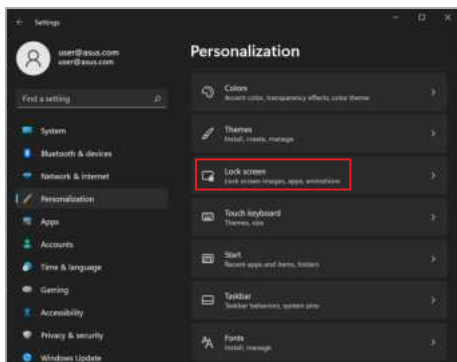 Settings
user@asus.com
user@asus.com
Find a setting
System
Bluetooth & devices
Network & internet
Personalization
Apps
Accounts
Time & language
Gaming
Accessibility
Privacy & security
Windows Update
Personalization
Colors
Accent color, transparency effects, color theme
Themes
Install, create, manage
Lock screen
Lock screen images, apps, animations
Touch keyboard
Themes, size
Start
Recent apps and items, folders
Taskbar
Taskbar behaviors, system pins
Fonts
Install, manage